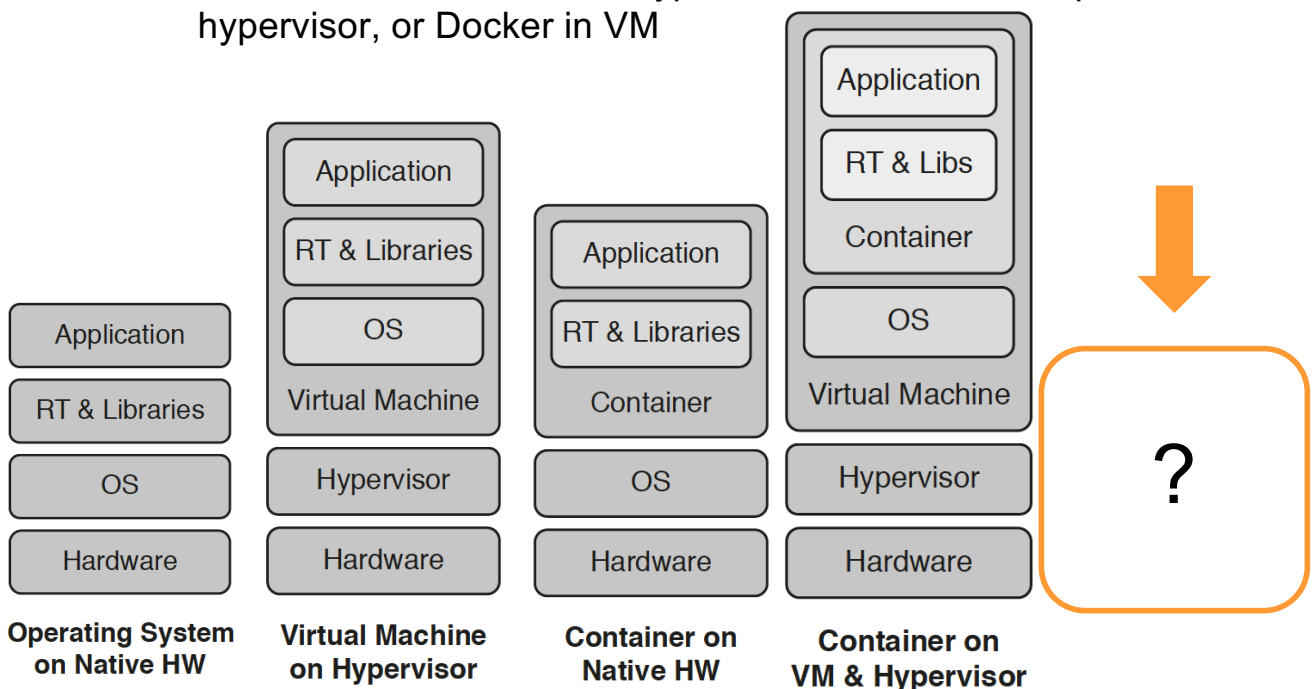 hypervisor, or Docker in VM
Application
RT & Libraries
OS
Hardware
Operating System
on Native HW
Application
RT & Libraries
OS
Virtual Machine
Hypervisor
Hardware
Virtual Machine
on Hypervisor
Application
RT & Libraries
Container
OS
Hardware
Container on
Native HW
Application
RT & Libs
Container
OS
Virtual Machine
Hypervisor
Hardware
Container on
VM & Hypervisor
?